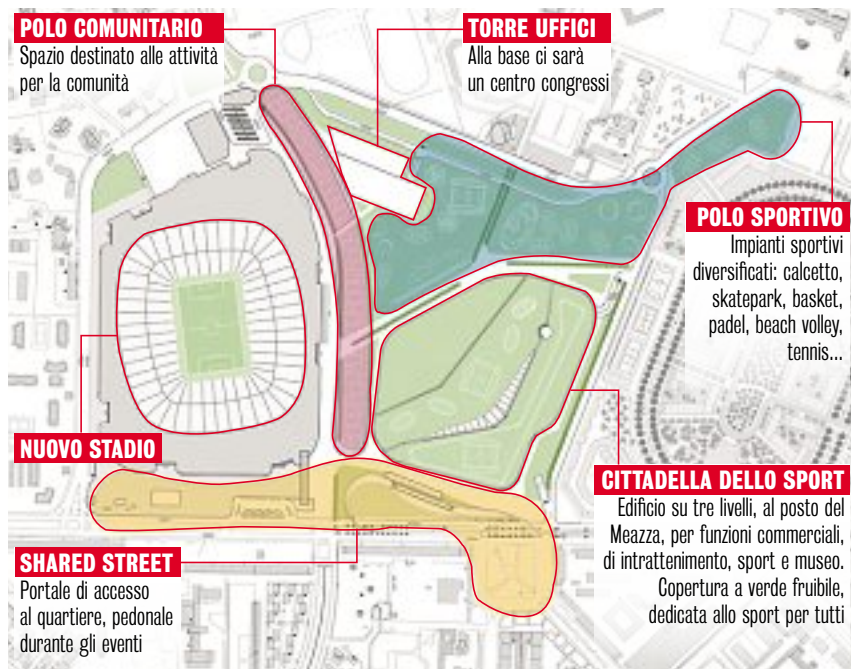 POLO COMUNITARIO
Spazio destinato alle attività
per la comunità
TORRE UFFICI
Alla base ci sarà
un centro congressi
POLO SPORTIVO
Impianti sportivi
diversificati: calcetto,
skatepark, basket,
padel, beach volley,
tennis...
NUOVO STADIO
CITTADELLA DELLO SPORT
Edificio su tre livelli, al posto del
Meazza, per funzioni commerciali,
di intrattenimento, sport e museo.
Copertura a verde fruibile,
dedicata allo sport per tutti
SHARED STREET
Portale di accesso
al quartiere, pedonale
durante gli eventi